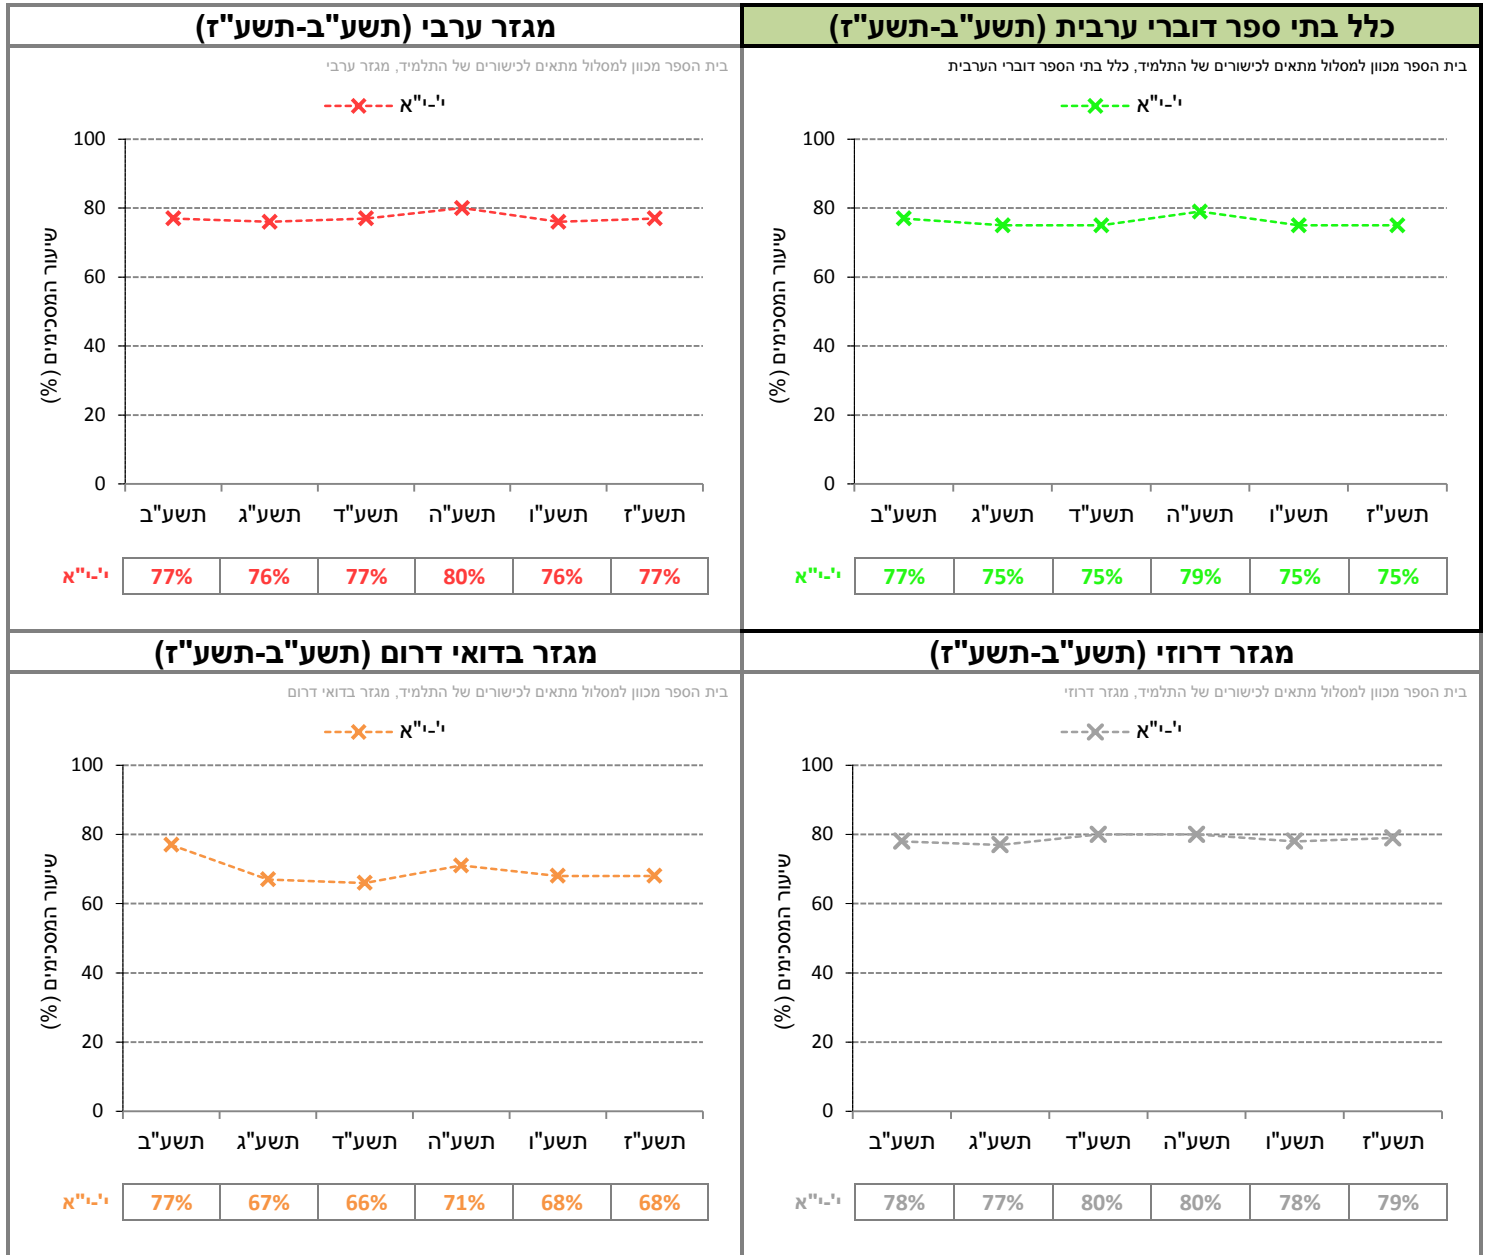 כלל בתי ספר דוברי ערבית (תשע"ב-תשע"ז)
בית הספר מכוון למסלול מתאים לכישורים של התלמיד, כלל בתי הספר דוברי הערבית
י'-י"א
שיעור המסכימים (%)
100
80
60
40
20
0
תשע"ב תשע"ג תשע"ד תשע"ה תשע"ו תשע"ז
י'-י"א 77% 75% 75% 79% 75% 75%
מגזר ערבי (תשע"ב-תשע"ז)
בית הספר מכוון למסלול מתאים לכישורים של התלמיד, מגזר ערבי
י'-י"א
שיעור המסכימים (%)
100
80
60
40
20
0
תשע"ב תשע"ג תשע"ד תשע"ה תשע"ו תשע"ז
י'-י"א 77% 76% 77% 80% 76% 77%
מגזר דרוזי (תשע"ב-תשע"ז)
בית הספר מכוון למסלול מתאים לכישורים של התלמיד, מגזר דרוזי
י'-י"א
שיעור המסכימים (%)
100
80
60
40
20
0
תשע"ב תשע"ג תשע"ד תשע"ה תשע"ו תשע"ז
י'-י"א 78% 77% 80% 80% 78% 79%
מגזר בדואי דרום (תשע"ב-תשע"ז)
בית הספר מכוון למסלול מתאים לכישורים של התלמיד, מגזר בדואי דרום
י'-י"א
שיעור המסכימים (%)
100
80
60
40
20
0
תשע"ב תשע"ג תשע"ד תשע"ה תשע"ו תשע"ז
י'-י"א 77% 67% 66% 71% 68% 68%